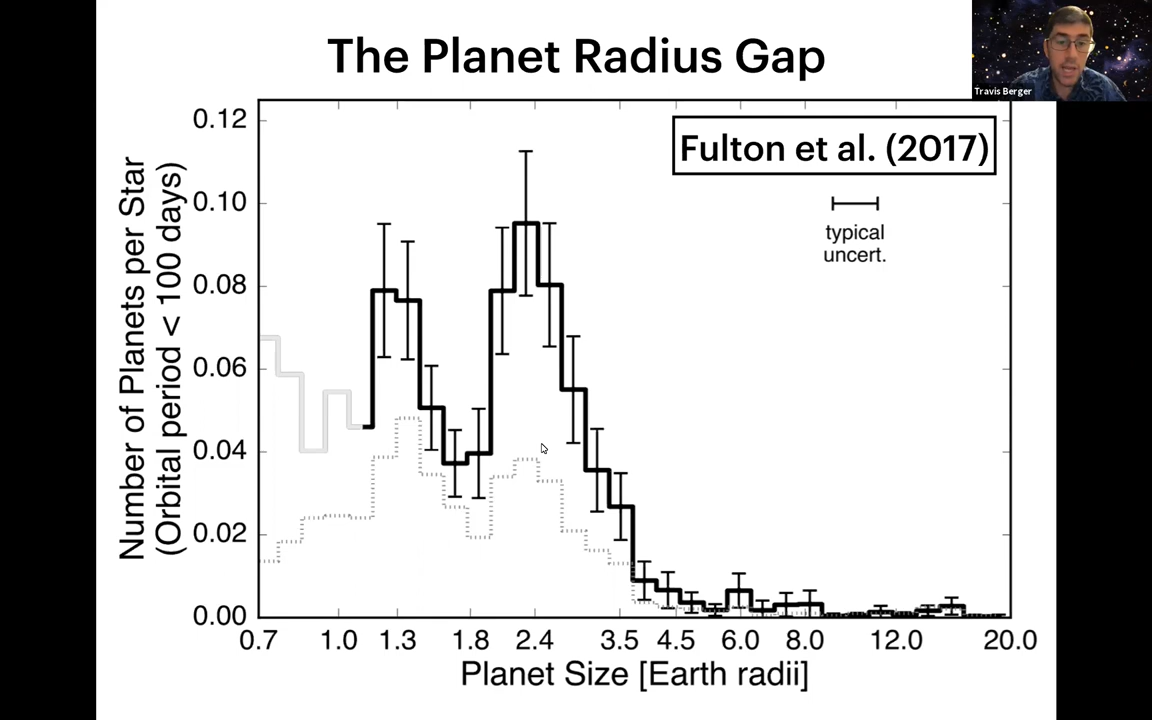 The Planet Radius Gap
Travis Berger
Fulton et al. (2017)
typical
uncert.
Number of Planets per Star
(Orbital period < 100 days)
0.12
0.10
0.08
0.06
0.04
0.02
0.00
0.7 1.0 1.3 1.8 2.4 3.5 4.5 6.0 8.0 12.0 20.0
Planet Size [Earth radii]